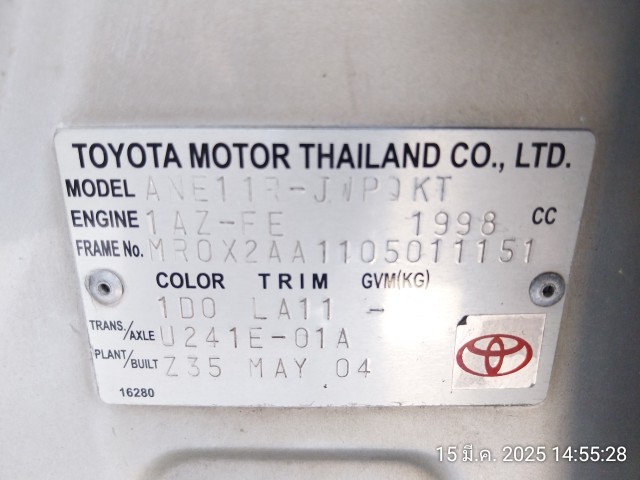 TOYOTA MOTOR THAILAND CO., LTD.
MODEL ANE11R-JWPQKT
ENGINE 1AZ-FE 1998 CC
FRAME No. MR0X2AA1105011151
COLOR TRIM GVM(KG)
1D0 LA11 -
TRANS./AXLE U241E-01A
PLANT/BUILT Z35 MAY 04
16280
15 มี.ค. 2025 14:55:28